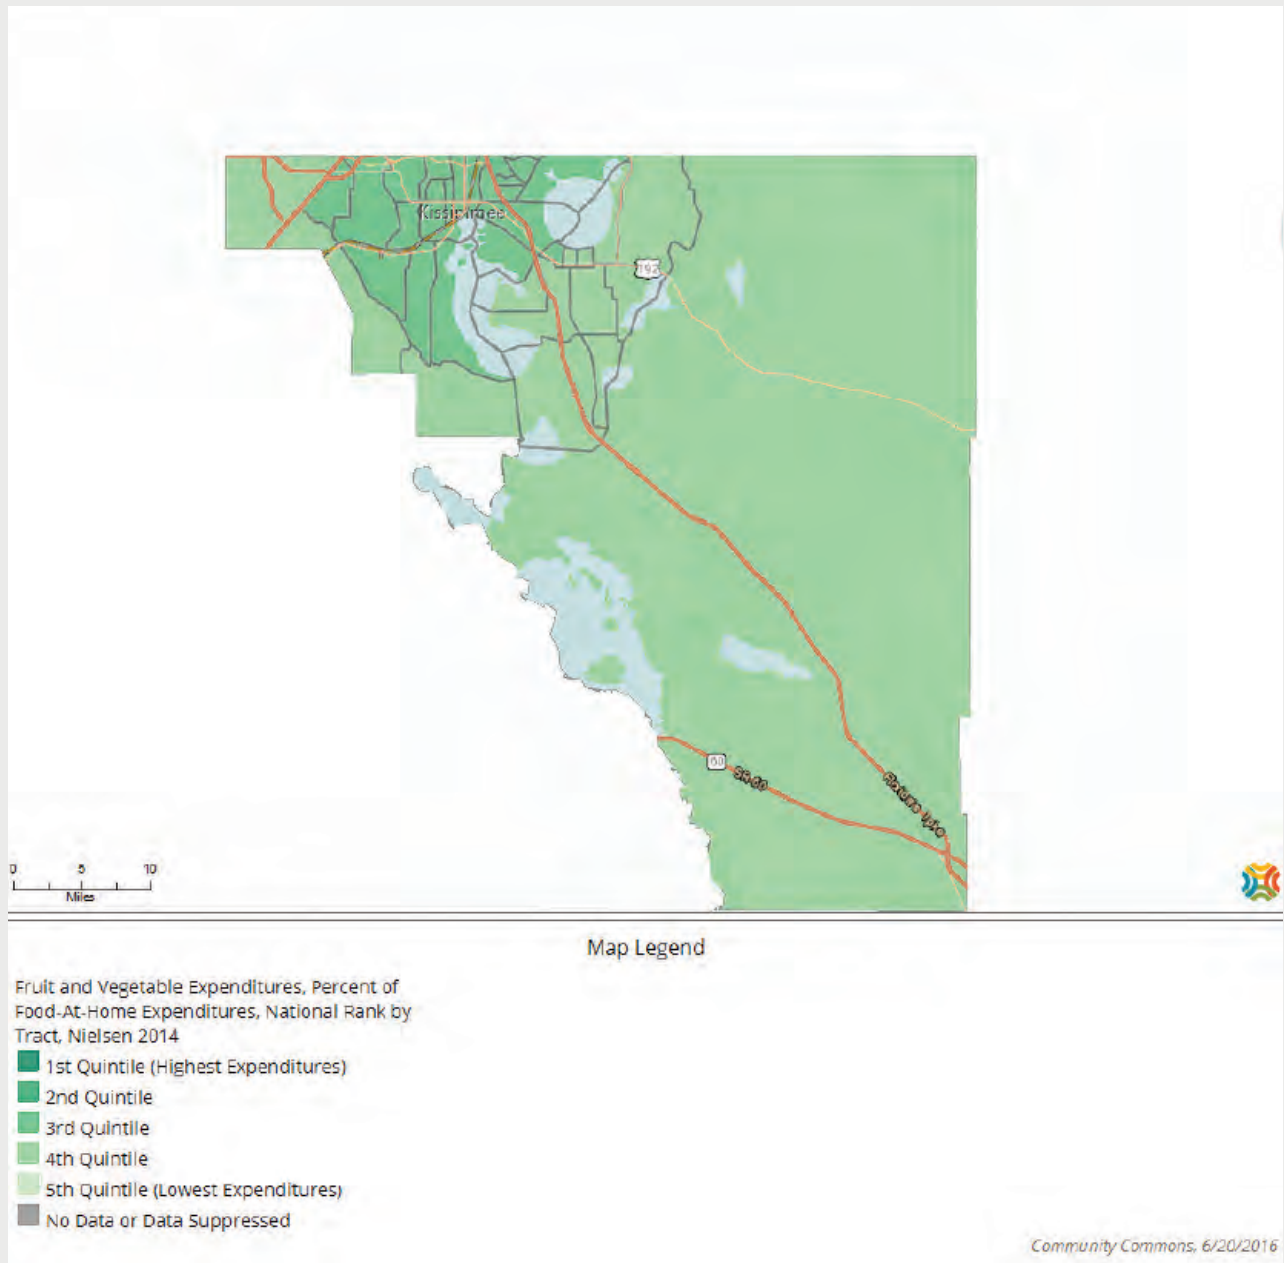 Kissimmee
192
60
SR-60
0 5 10
Miles
Map Legend
Fruit and Vegetable Expenditures, Percent of
Food-At-Home Expenditures, National Rank by
Tract, Nielsen 2014
1st Quintile (Highest Expenditures)
2nd Quintile
3rd Quintile
4th Quintile
5th Quintile (Lowest Expenditures)
No Data or Data Suppressed
Community Commons, 6/20/2016